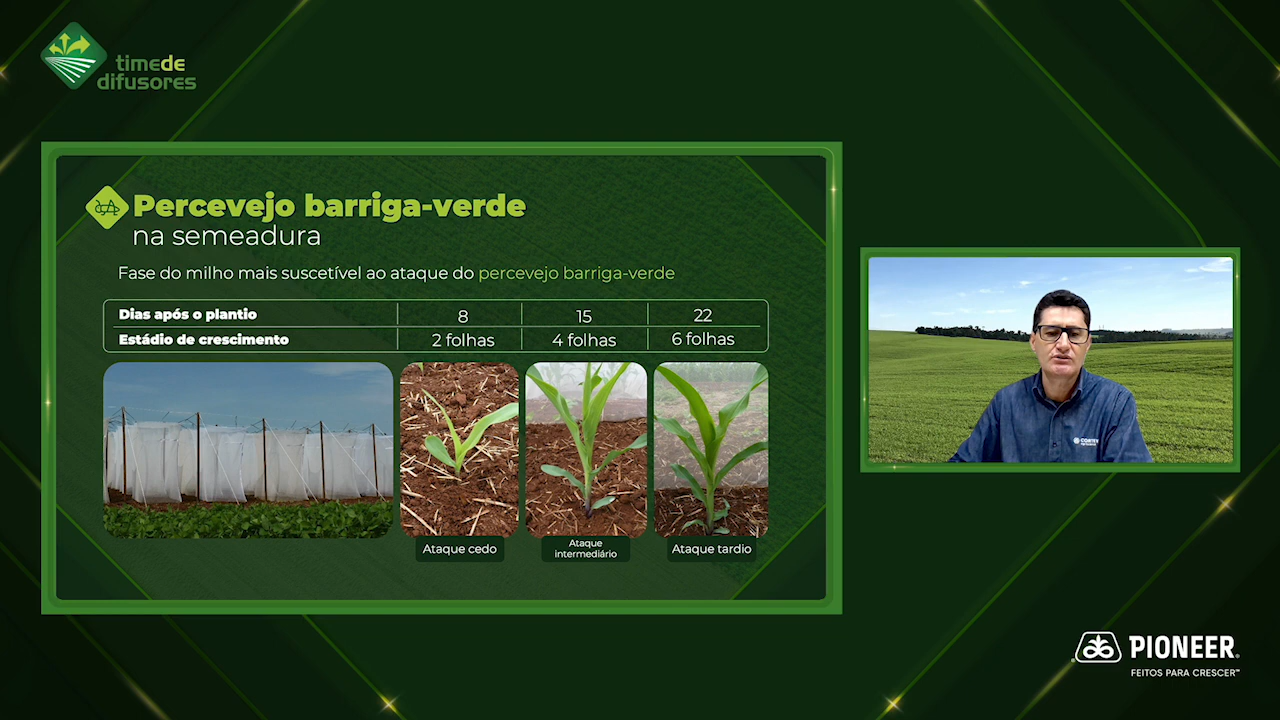 timede
difusores
Percevejo barriga-verde
na semeadura
Fase do milho mais suscetível ao ataque do percevejo barriga-verde
Dias após o plantio 8 15 22
Estádio de crescimento 2 folhas 4 folhas 6 folhas
Ataque cedo
Ataque
intermediário
Ataque tardio
PIONEER
FEITOS PARA CRESCER™